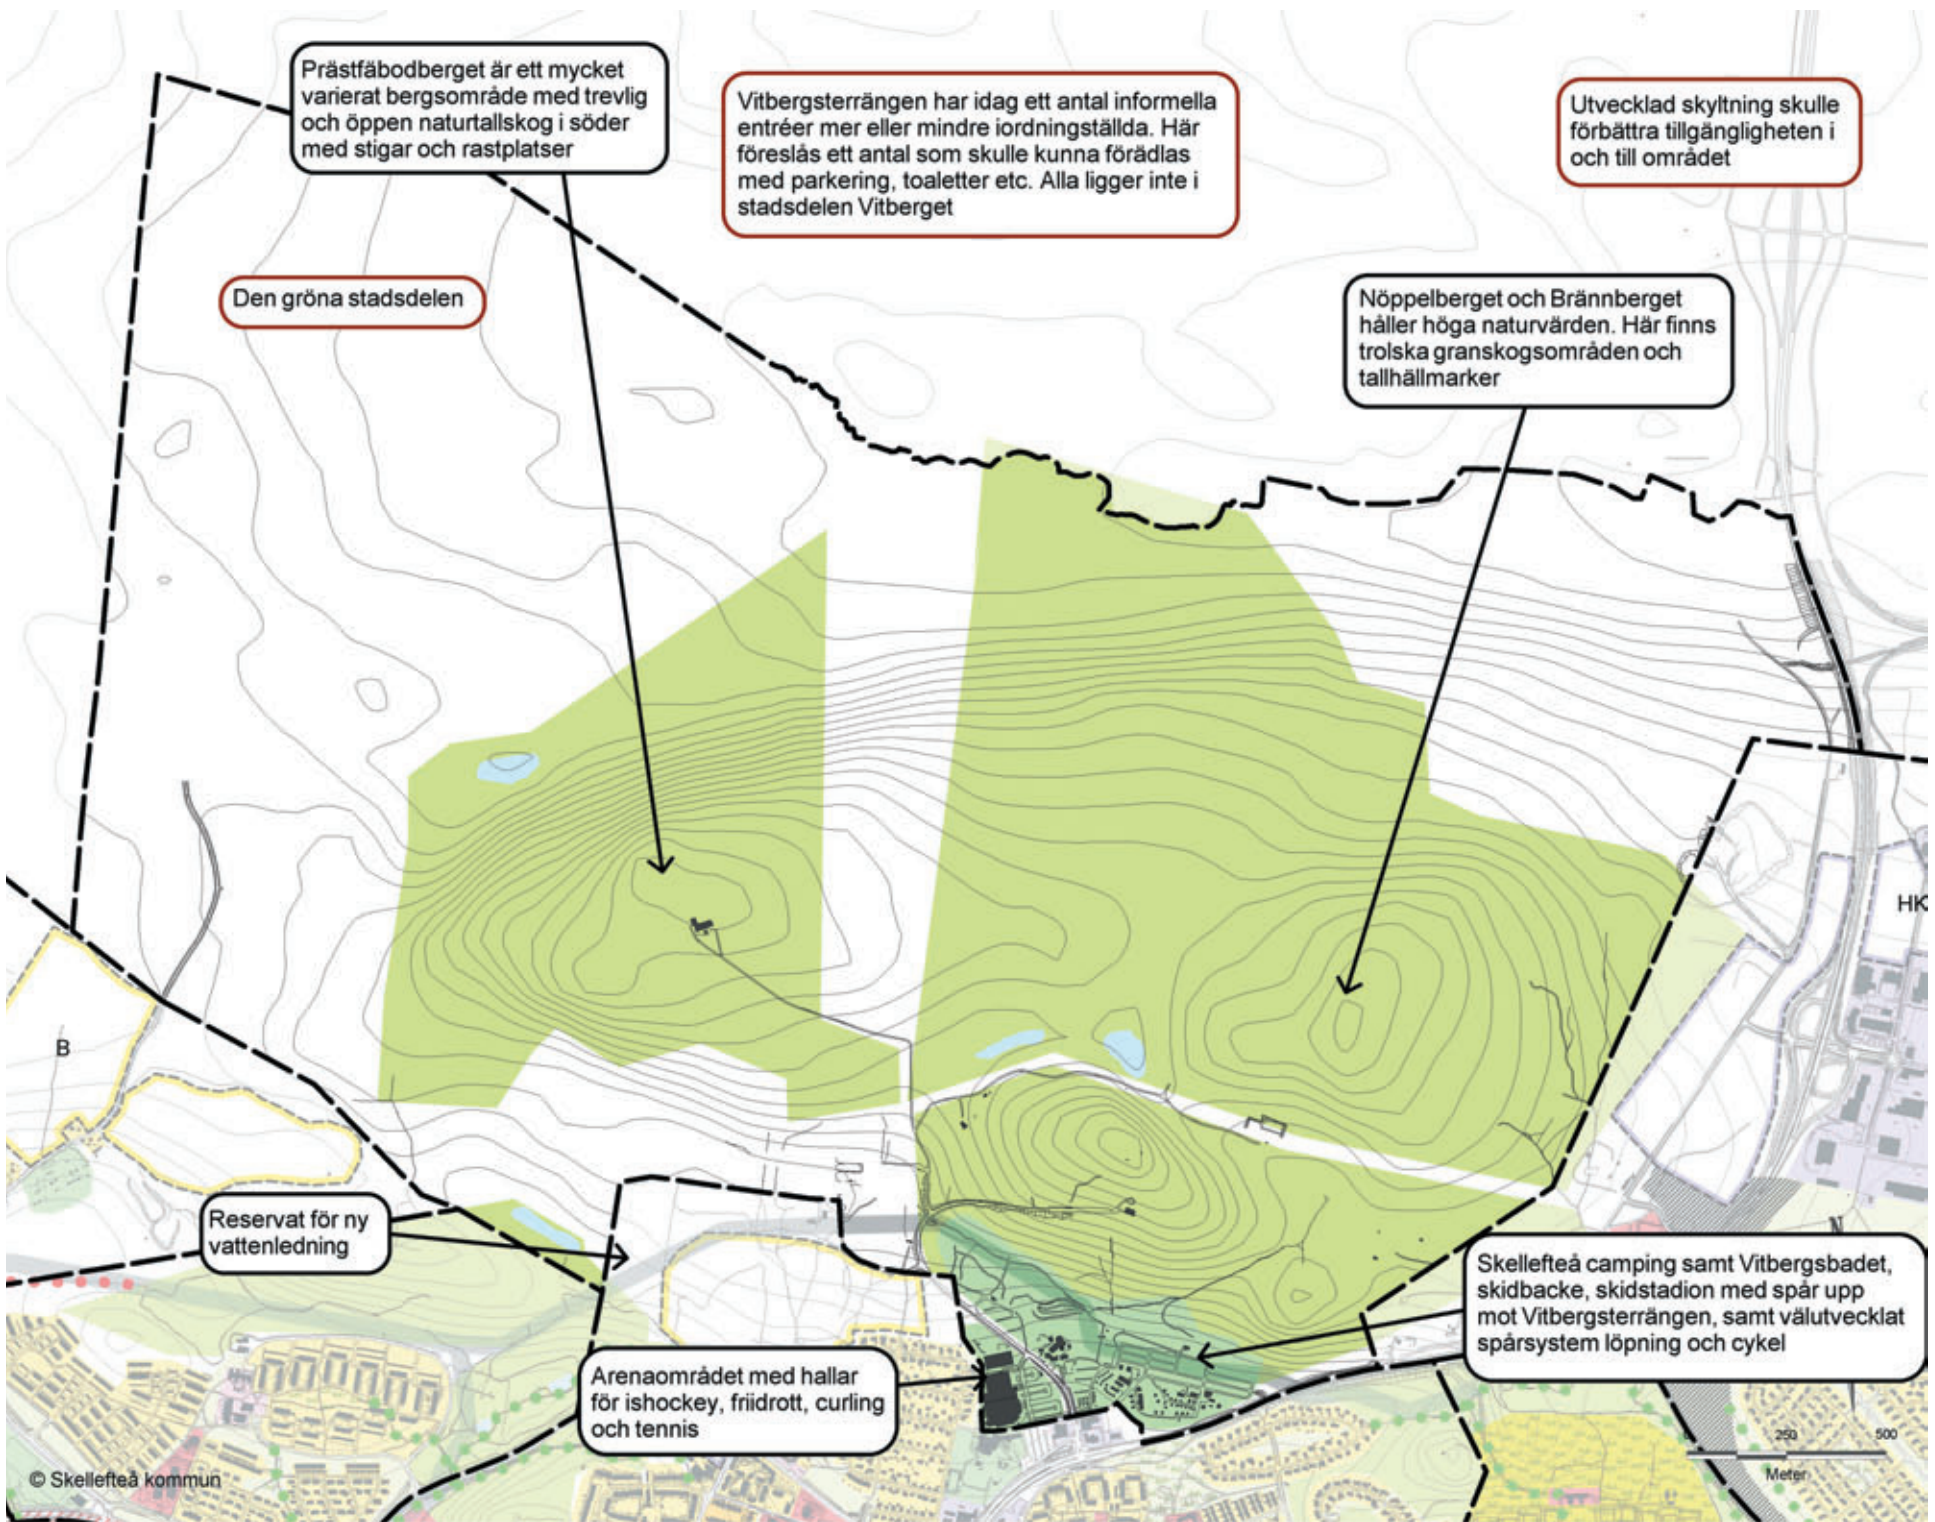 Prästfäbodberget är ett mycket
varierat bergsområde med trevlig
och öppen naturtallskog i söder
med stigar och rastplatser
Vitbergsterrängen har idag ett antal informella
entréer mer eller mindre iordningställda. Här
föreslås ett antal som skulle kunna förädlas
med parkering, toaletter etc. Alla ligger inte i
stadsdelen Vitberget
Utvecklad skyltning skulle
förbättra tillgängligheten i
och till området
Den gröna stadsdelen
Nöppelberget och Brännberget
håller höga naturvärden. Här finns
trolska granskogsområden och
tallhällmarker
HK
B
Reservat för ny
vattenledning
N
Skellefteå camping samt Vitbergsbadet,
skidbacke, skidstadion med spår upp
mot Vitbergsterrängen, samt välutvecklat
spårsystem löpning och cykel
Arenaområdet med hallar
för ishockey, friidrott, curling
och tennis
0 250 500
Meter
© Skellefteå kommun